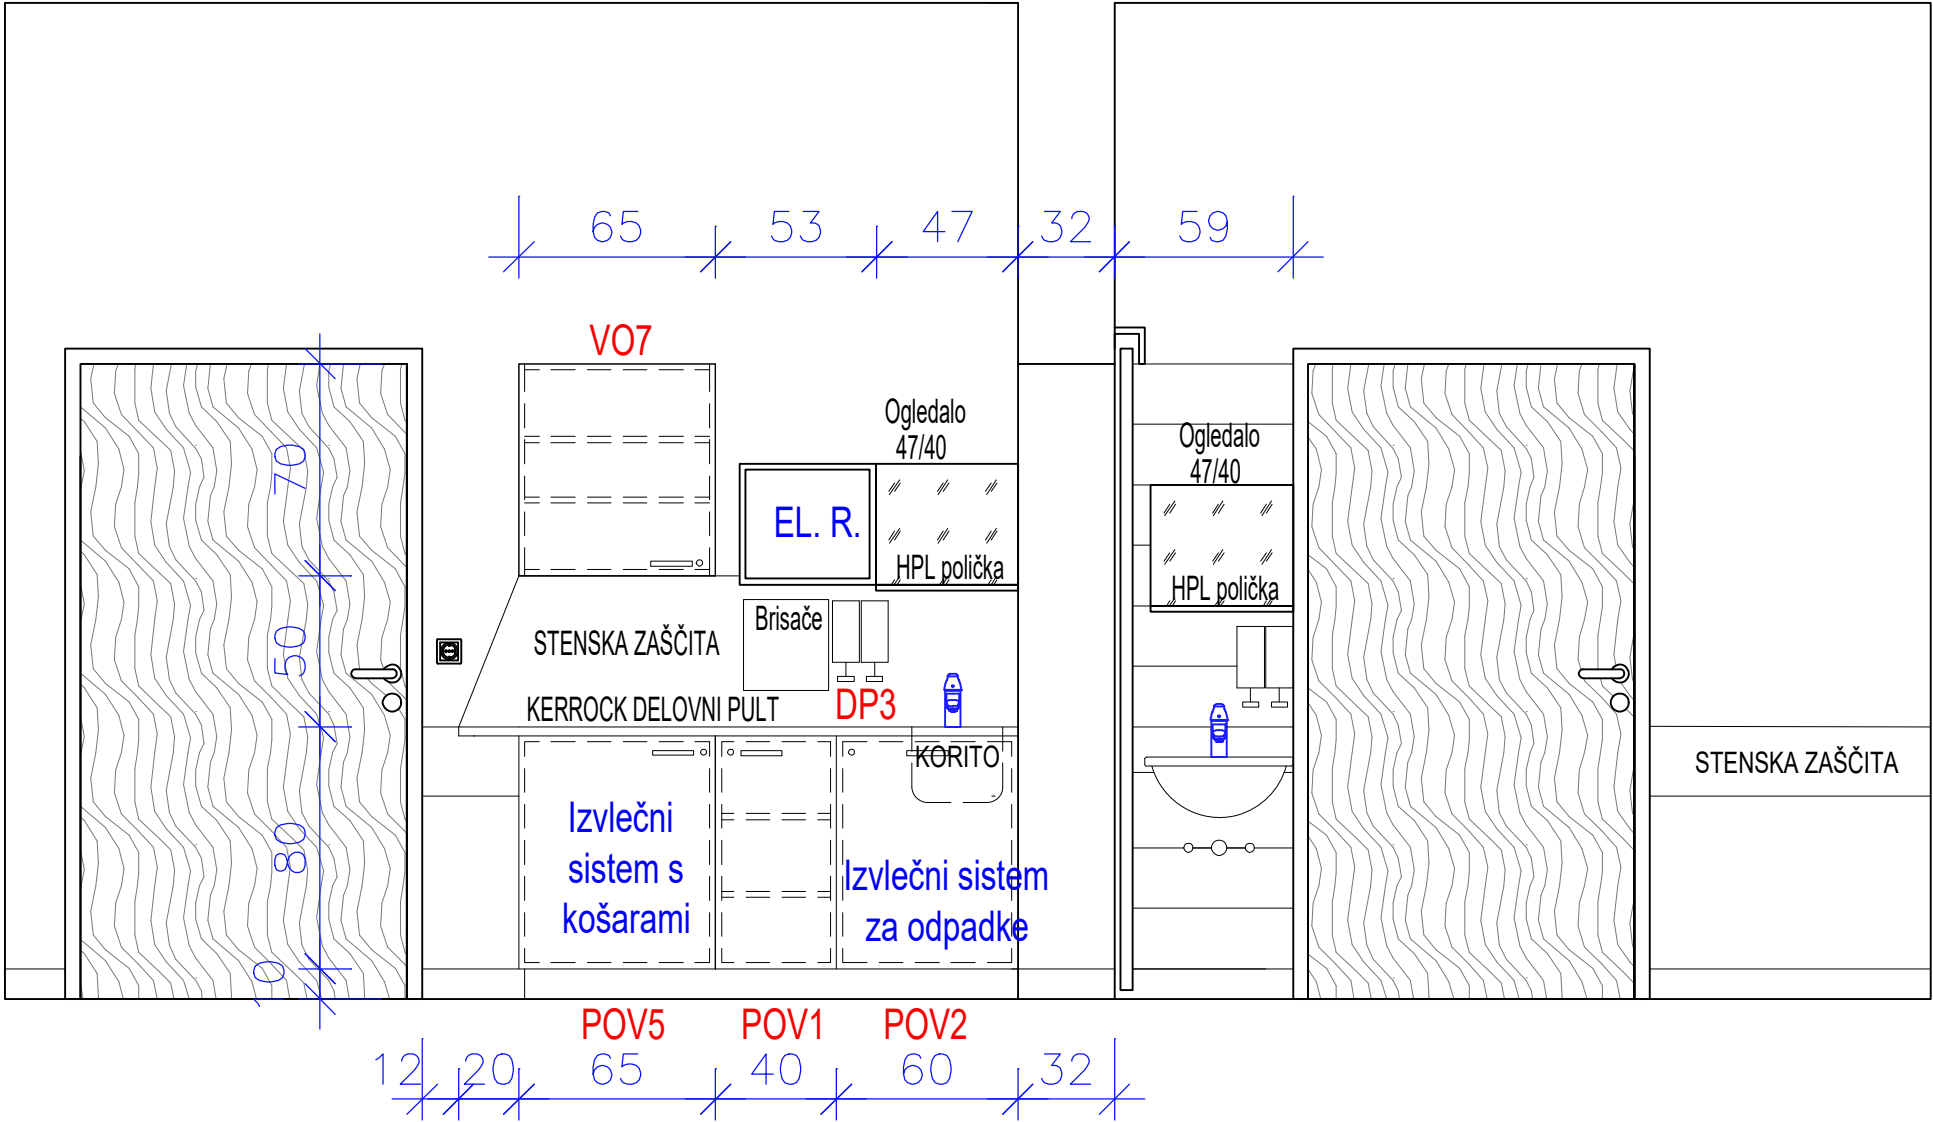 65 53 47 32 59
VO7
Ogledalo
47/40
Ogledalo
47/40
70
EL. R.
HPL polička
HPL polička
Brisače
STENSKA ZAŠČITA
50
KERROCK DELOVNI PULT
DP3
KORITO
STENSKA ZAŠČITA
80
Izvlečni
sistem s
košarami
Izvlečni sistem
za odpadke
10
POV5 POV1 POV2
12 20 65 40 60 32